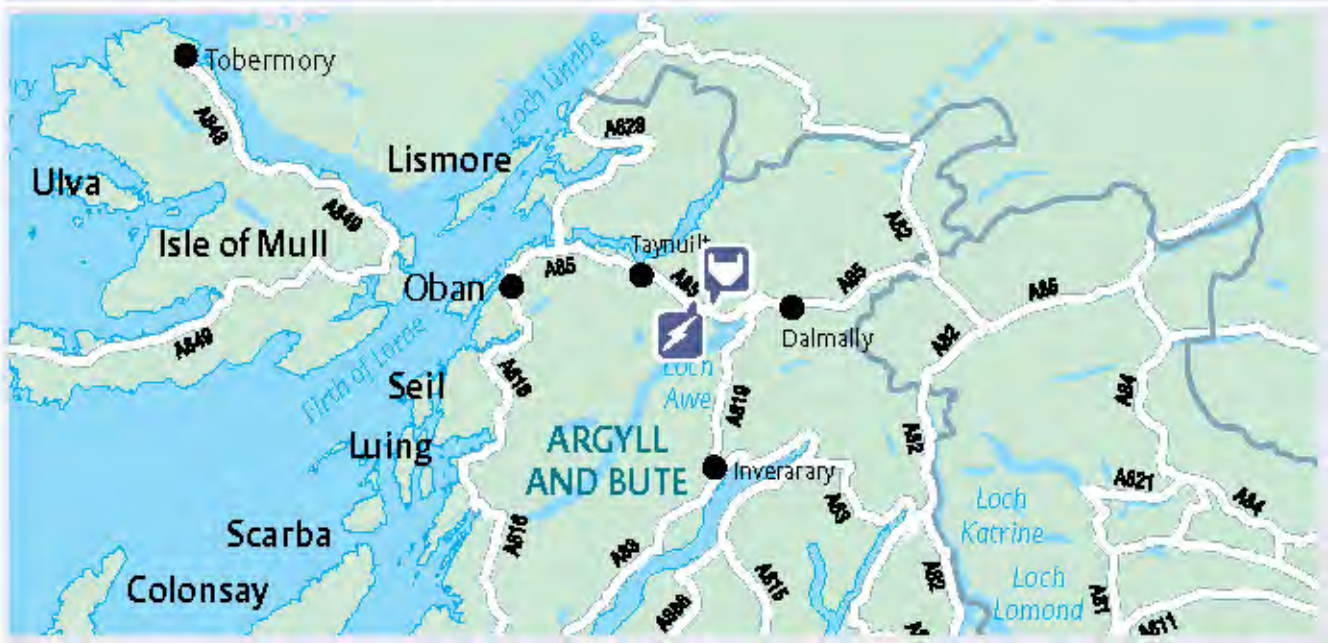 Tobermory
Loch Linnhe
A848
A828
Lismore
Ulva
A849
Isle of Mull
A82
Taynuilt
A85
A85
A85
A85
Oban
Dalmally
A849
Firth of Lorne
A82
Loch
Awe
Seil
A816
A819
A84
Luing
ARGYLL
AND BUTE
A82
Inverarary
A821
A84
A83
Loch
Katrine
Scarba
A816
Colonsay
A815
A82
Loch
Lomond
A81
A811